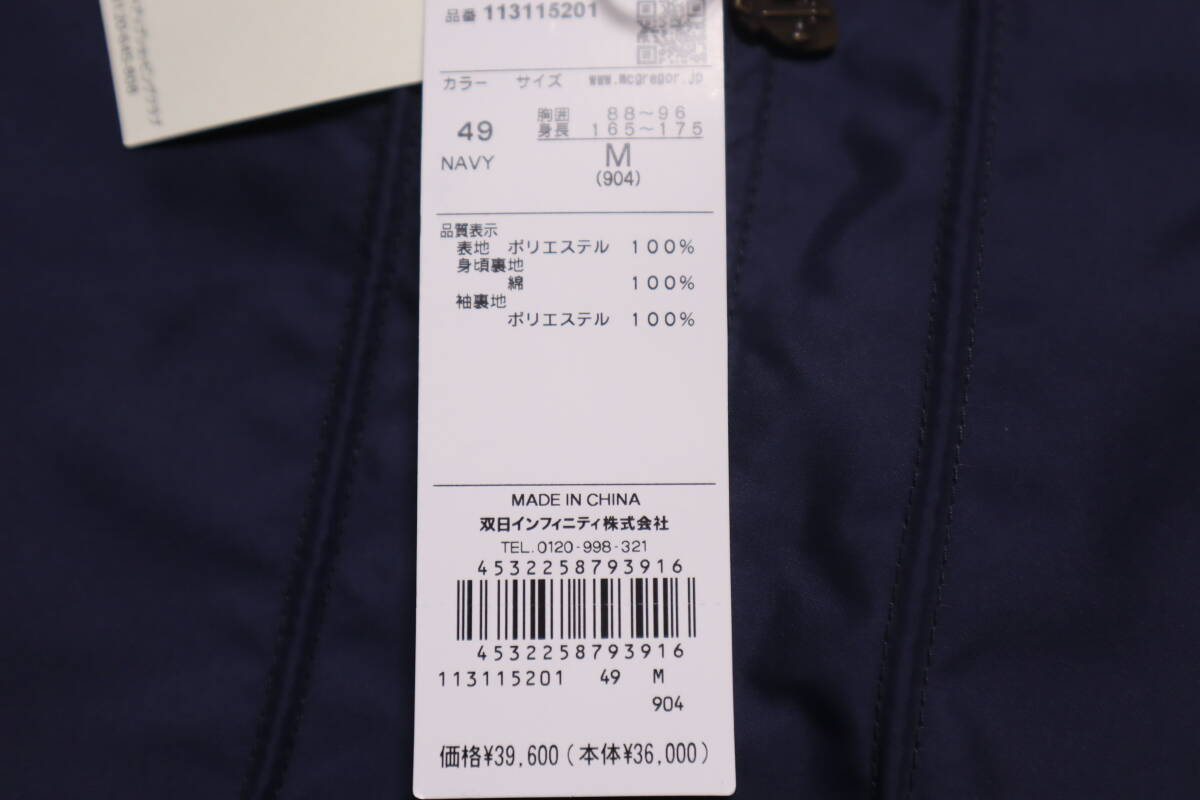 品番 113115201
カラー サイズ www.mcgregor.jp
胸囲 88～96
49 身長 165～175
NAVY M
(904)
品質表示
表地 ポリエステル 100%
身頃裏地
綿 100%
袖裏地
ポリエステル 100%
MADE IN CHINA
双日インフィニティ株式会社
TEL.0120-998-321
4532258793916
4532258793916
113115201 49 M
904
価格¥39,600(本体¥36,000)